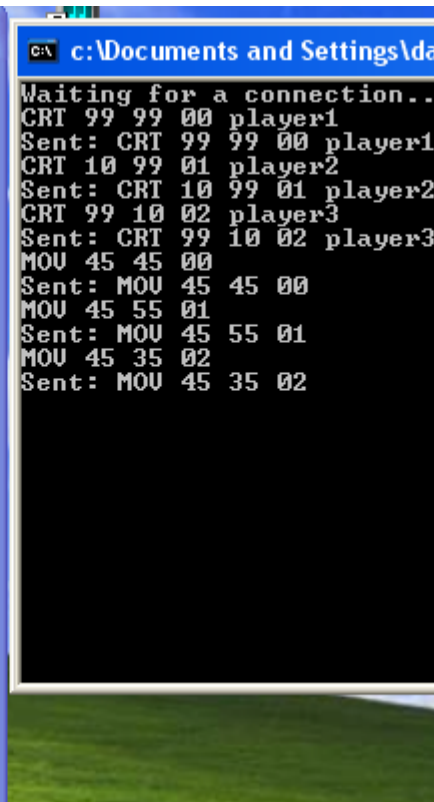 c:\Documents and Settings\da
Waiting for a connection..
CRT 99 99 00 player1
Sent: CRT 99 99 00 player1
CRT 10 99 01 player2
Sent: CRT 10 99 01 player2
CRT 99 10 02 player3
Sent: CRT 99 10 02 player3
MOV 45 45 00
Sent: MOV 45 45 00
MOV 45 55 01
Sent: MOV 45 55 01
MOV 45 35 02
Sent: MOV 45 35 02